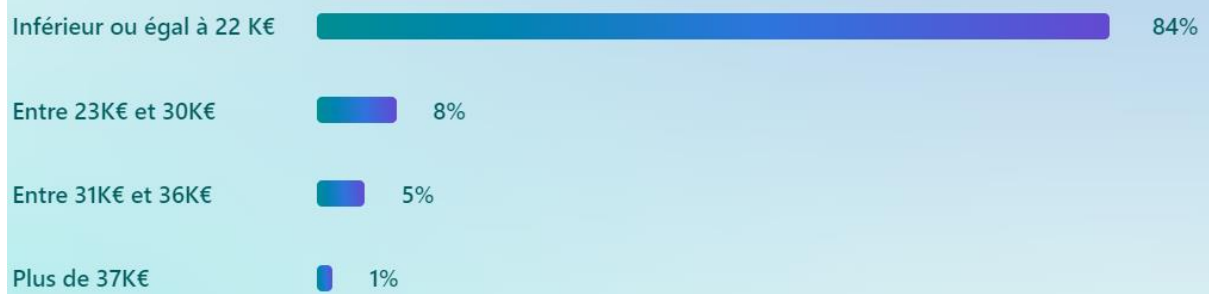 Inférieur ou égal à 22 K€ 84%
Entre 23K€ et 30K€ 8%
Entre 31K€ et 36K€ 5%
Plus de 37K€ 1%